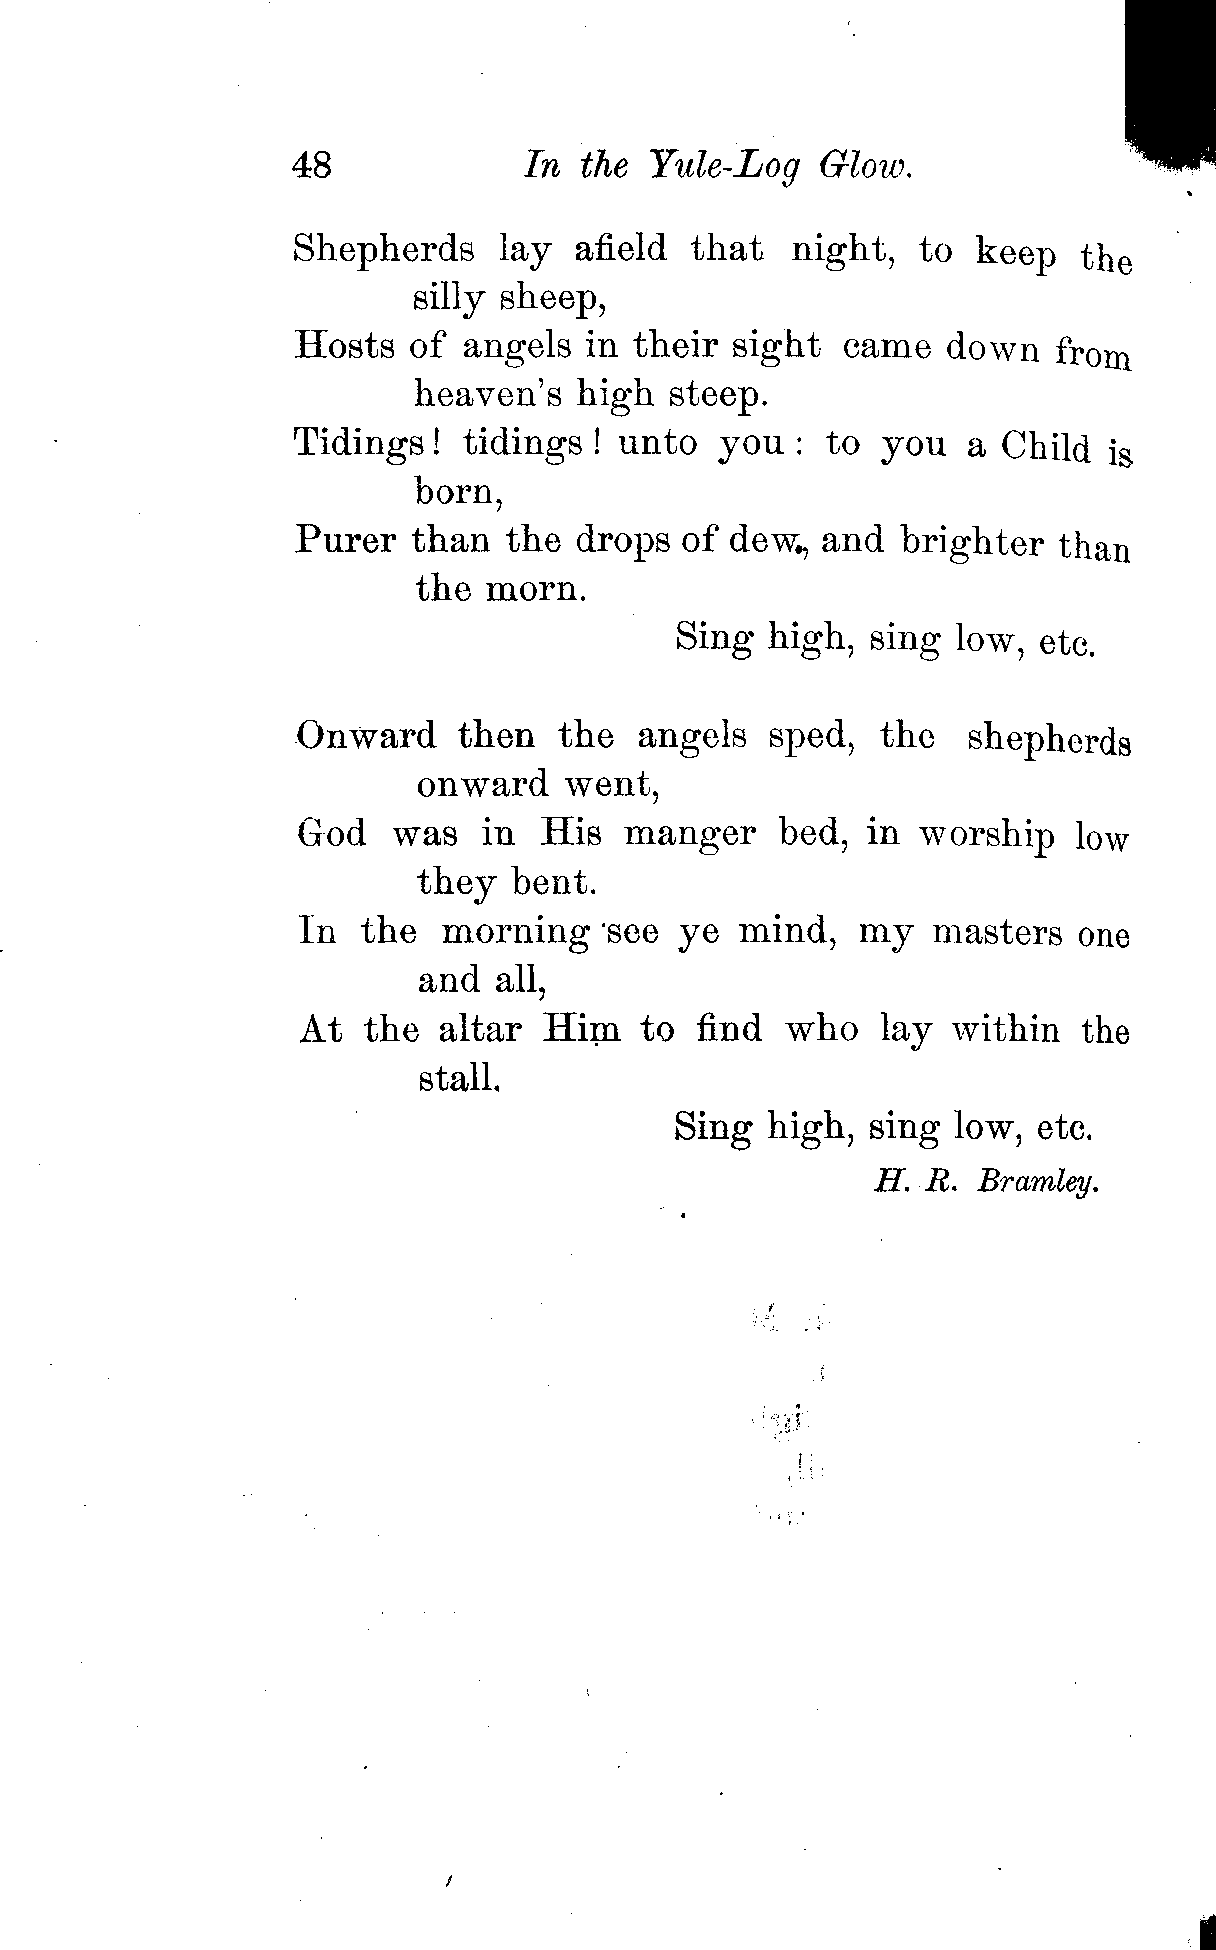 48 In the Yule-Log Glow.
Shepherds lay afield that night, to keep the
silly sheep,
Hosts of angels in their sight came down from
heaven's high steep.
Tidings! tidings! unto you: to you a Child is
born,
Purer than the drops of dew, and brighter than
the morn.
Sing high, sing low, etc.
Onward then the angels sped, the shepherds
onward went,
God was in His manger bed, in worship low
they bent.
In the morning see ye mind, my masters one
and all,
At the altar Him to find who lay within the
stall.
Sing high, sing low, etc.
H. R. Bramley.